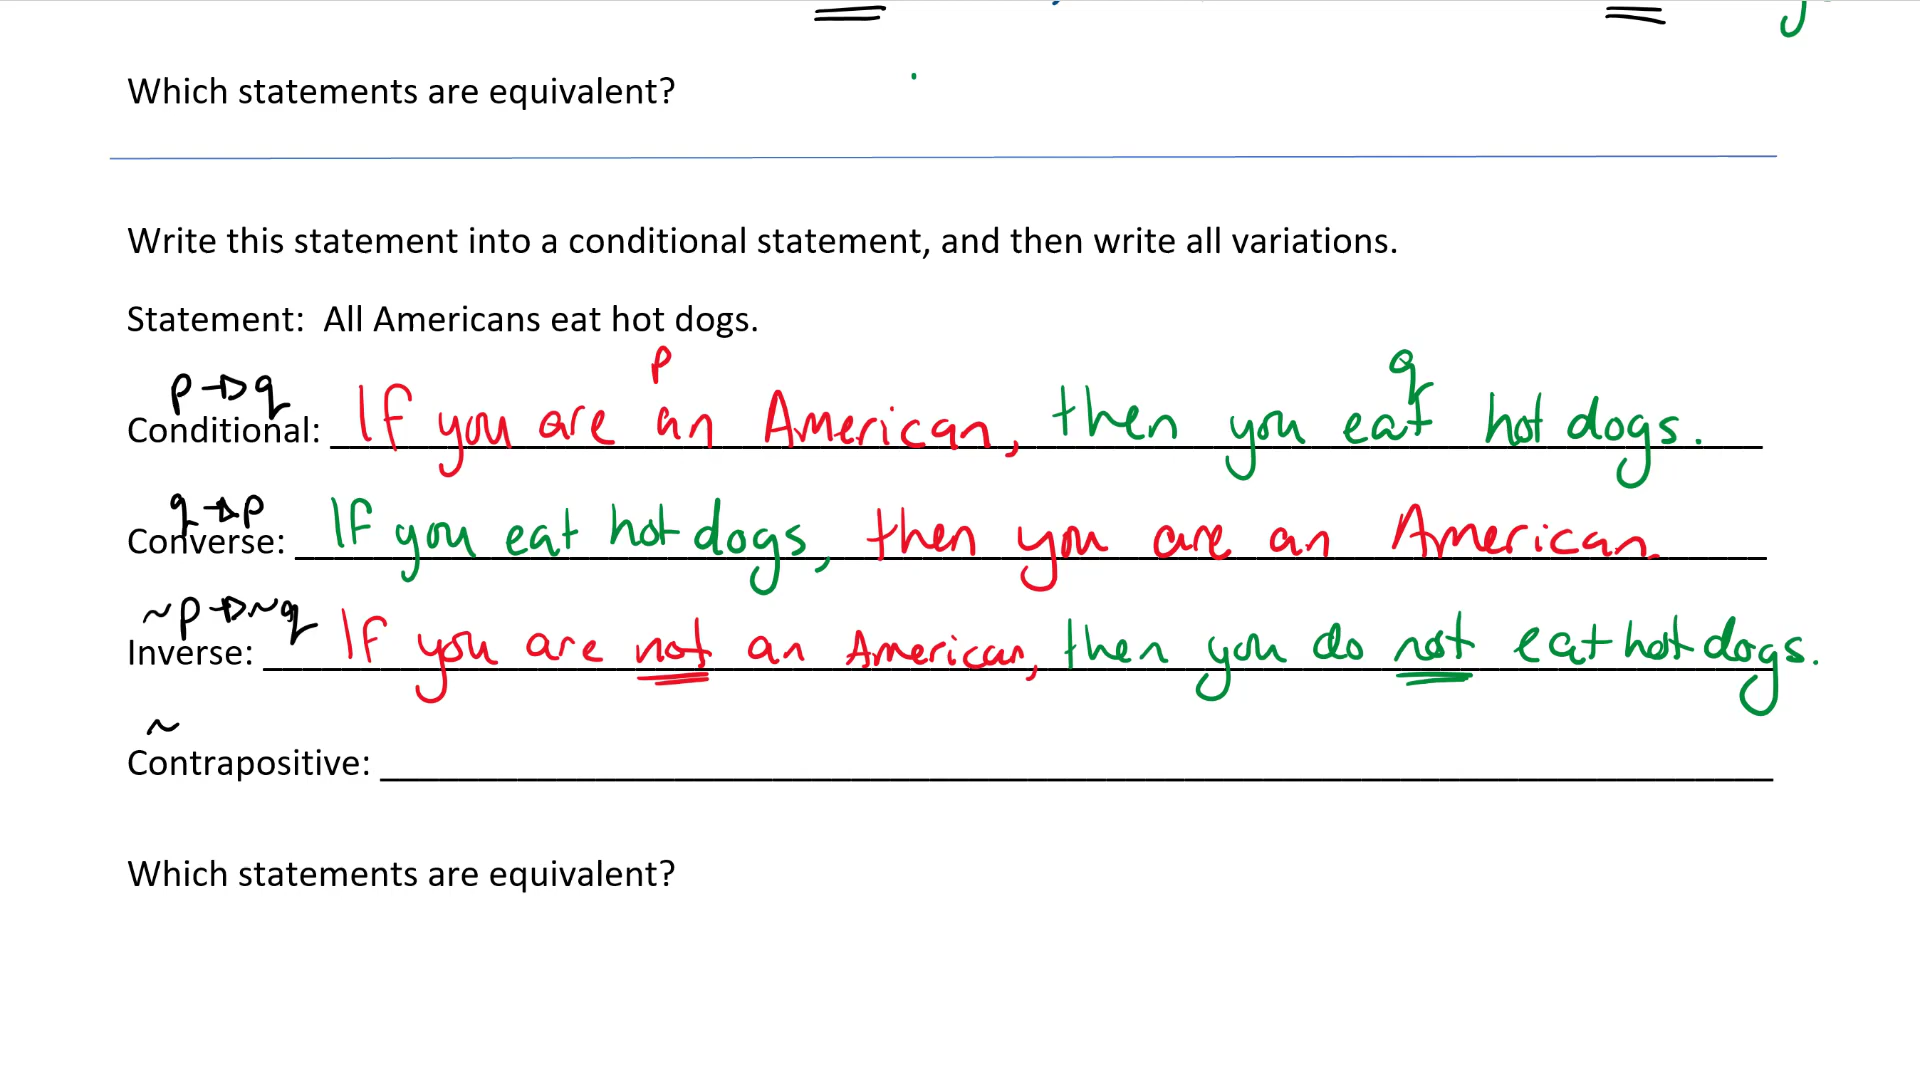 Which statements are equivalent?
Write this statement into a conditional statement, and then write all variations.
Statement: All Americans eat hot dogs.
p q
p→q
Conditional: If you are an American, then you eat hot dogs.
q→p
Converse: If you eat hot dogs, then you are an American.
~p→~q
Inverse: If you are not an American, then you do not eat hot dogs.
~
Contrapositive:
Which statements are equivalent?